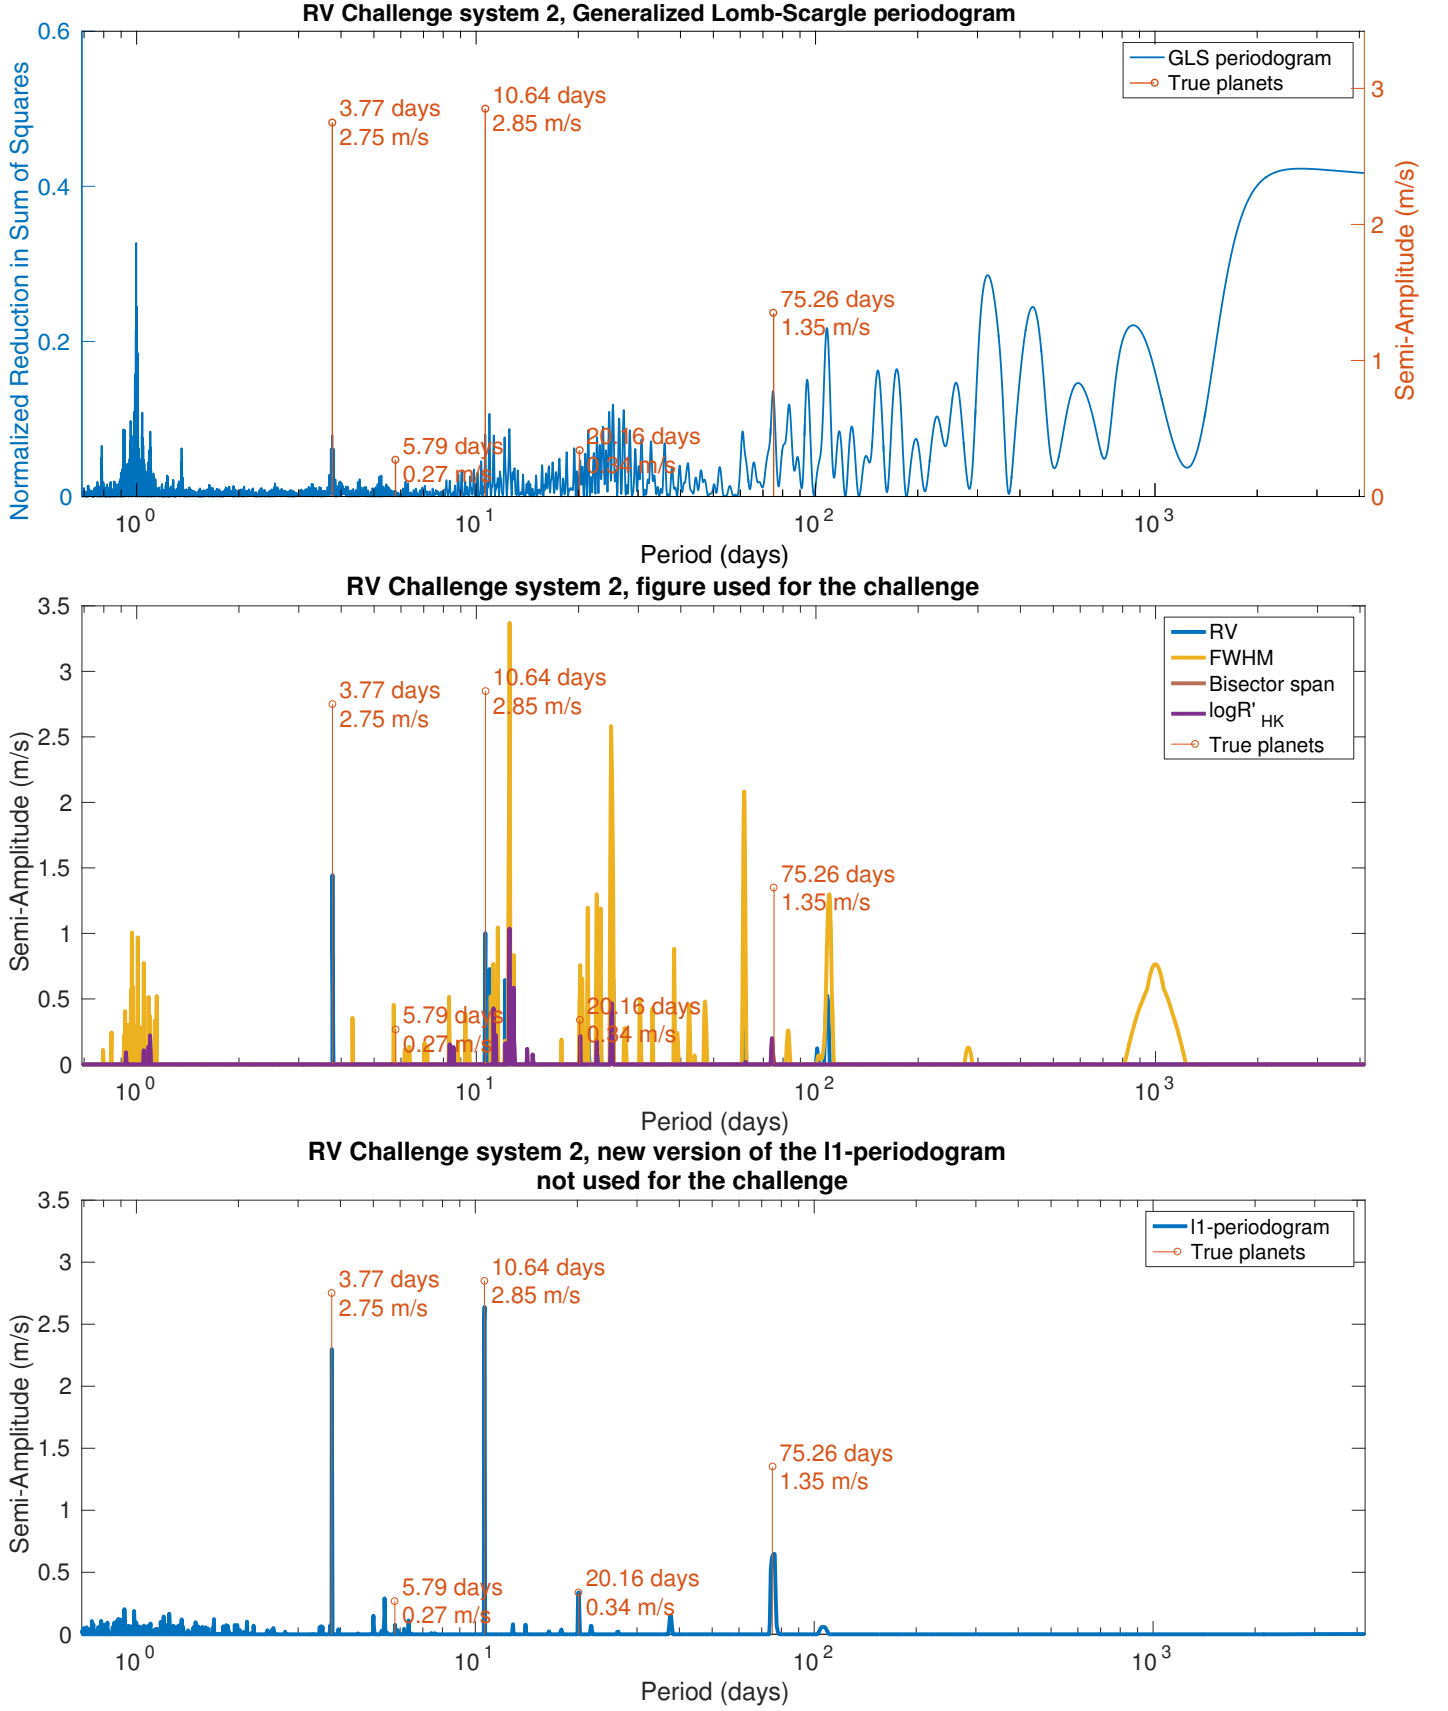 RV Challenge system 2, Generalized Lomb-Scargle periodogram
Normalized Reduction in Sum of Squares
0.6
0.4
0.2
0
3.77 days
2.75 m/s
10.64 days
2.85 m/s
5.79 days
0.27 m/s
20.16 days
0.34 m/s
75.26 days
1.35 m/s
GLS periodogram
True planets
3
2
1
0
Semi-Amplitude (m/s)
10^0
10^1
10^2
10^3
Period (days)
RV Challenge system 2, figure used for the challenge
Semi-Amplitude (m/s)
3.5
3
2.5
2
1.5
1
0.5
0
3.77 days
2.75 m/s
10.64 days
2.85 m/s
5.79 days
0.27 m/s
20.16 days
0.34 m/s
75.26 days
1.35 m/s
RV
FWHM
Bisector span
logR'HK
True planets
10^0
10^1
10^2
10^3
Period (days)
RV Challenge system 2, new version of the l1-periodogram
not used for the challenge
Semi-Amplitude (m/s)
3.5
3
2.5
2
1.5
1
0.5
0
3.77 days
2.75 m/s
10.64 days
2.85 m/s
5.79 days
0.27 m/s
20.16 days
0.34 m/s
75.26 days
1.35 m/s
l1-periodogram
True planets
10^0
10^1
10^2
10^3
Period (days)